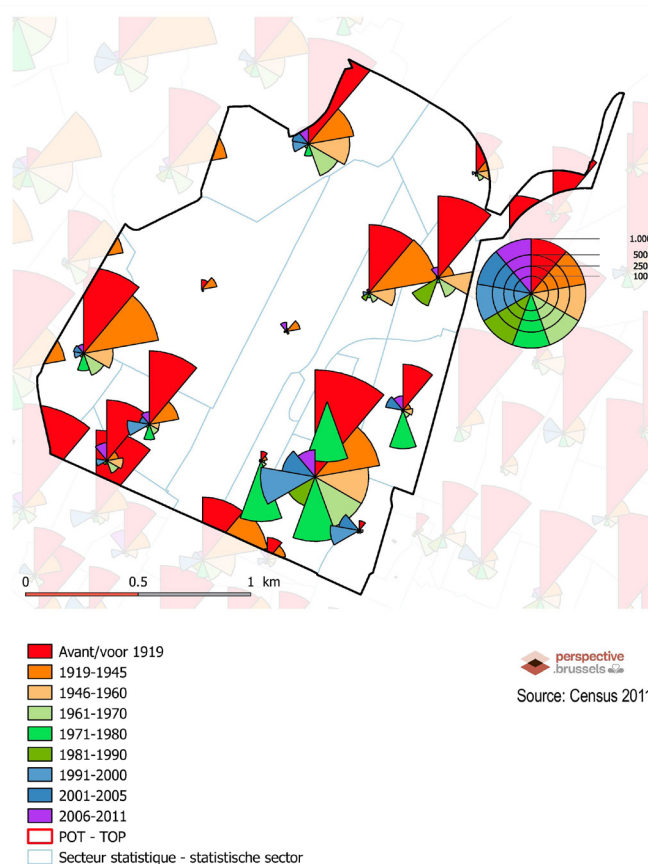 1.000
500
250
100
0 0.5 1 km
Avant/voor 1919
1919-1945
1946-1960
1961-1970
1971-1980
1981-1990
1991-2000
2001-2005
2006-2011
POT - TOP
Secteur statistique - statistische sector
perspective
.brussels
Source: Census 2011